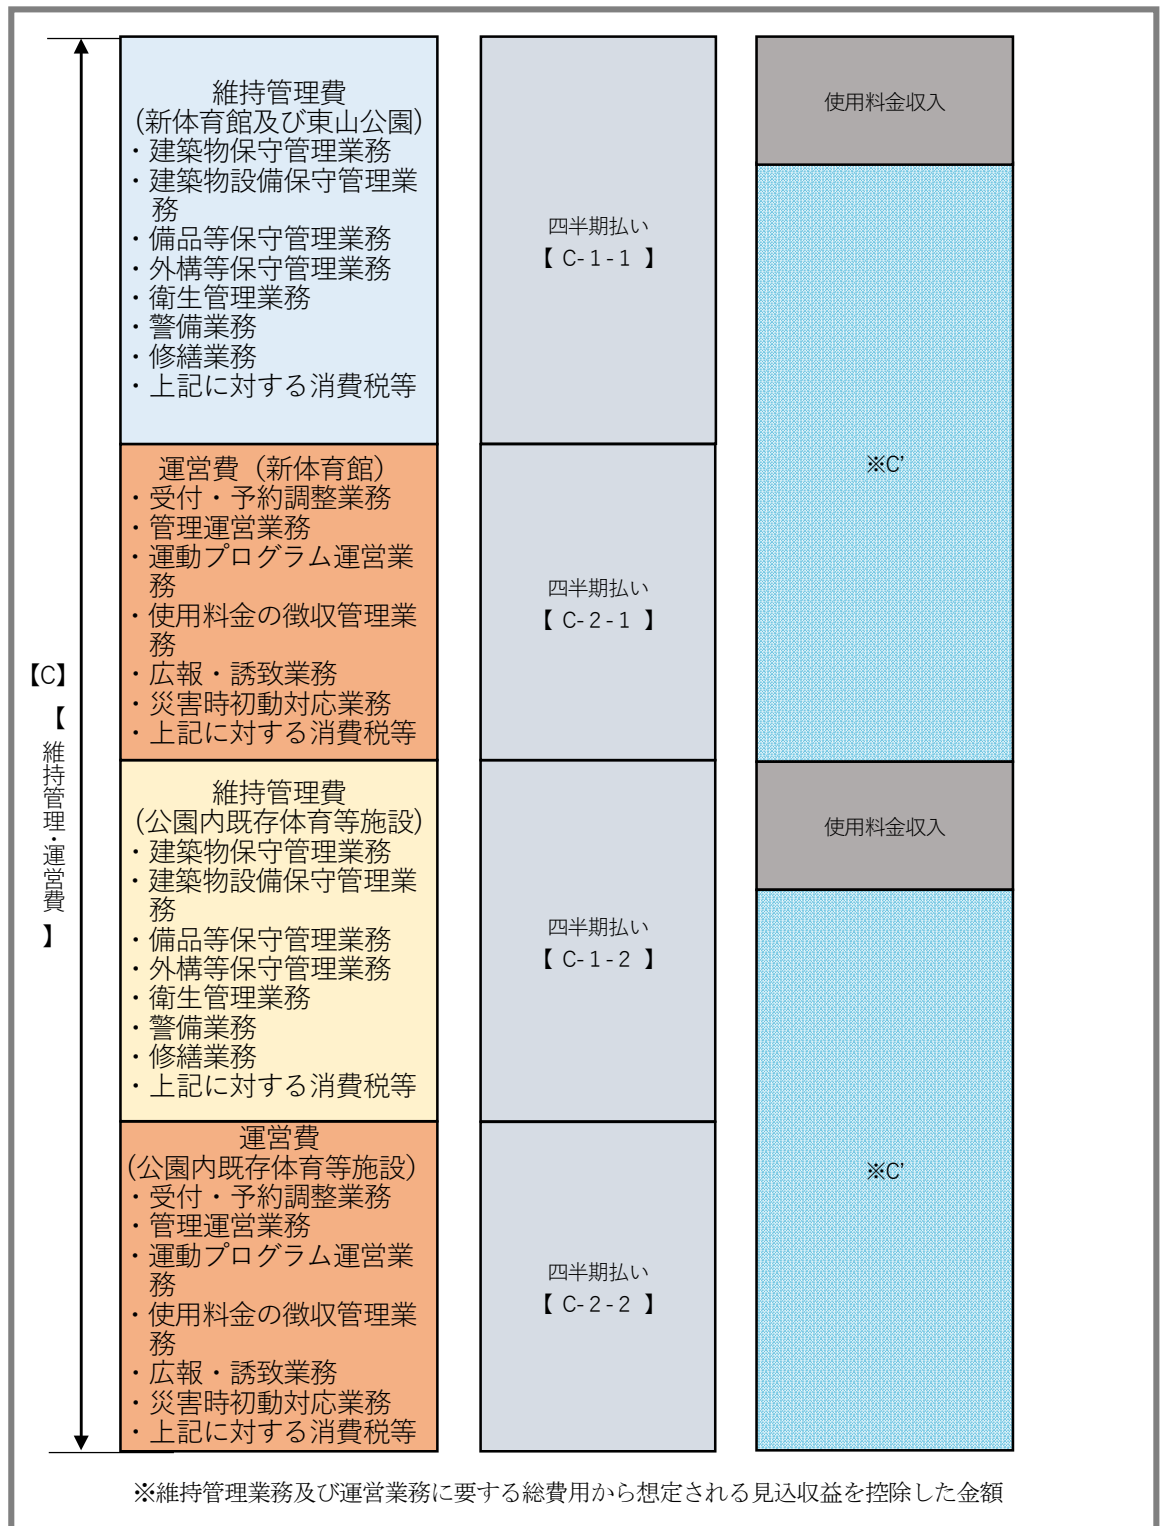 【C】
【維持管理・運営費】
維持管理費
(新体育館及び東山公園)
・建築物保守管理業務
・建築物設備保守管理業
務
・備品等保守管理業務
・外構等保守管理業務
・衛生管理業務
・警備業務
・修繕業務
・上記に対する消費税等
四半期払い
【 C-1-1 】
使用料金収入
運営費（新体育館）
・受付・予約調整業務
・管理運営業務
・運動プログラム運営業
務
・使用料金の徴収管理業
務
・広報・誘致業務
・災害時初動対応業務
・上記に対する消費税等
四半期払い
【 C-2-1 】
※C'
維持管理費
(公園内既存体育等施設)
・建築物保守管理業務
・建築物設備保守管理業
務
・備品等保守管理業務
・外構等保守管理業務
・衛生管理業務
・警備業務
・修繕業務
・上記に対する消費税等
四半期払い
【 C-1-2 】
使用料金収入
運営費
(公園内既存体育等施設)
・受付・予約調整業務
・管理運営業務
・運動プログラム運営業
務
・使用料金の徴収管理業
務
・広報・誘致業務
・災害時初動対応業務
・上記に対する消費税等
四半期払い
【 C-2-2 】
※C'
※維持管理業務及び運営業務に要する総費用から想定される見込収益を控除した金額